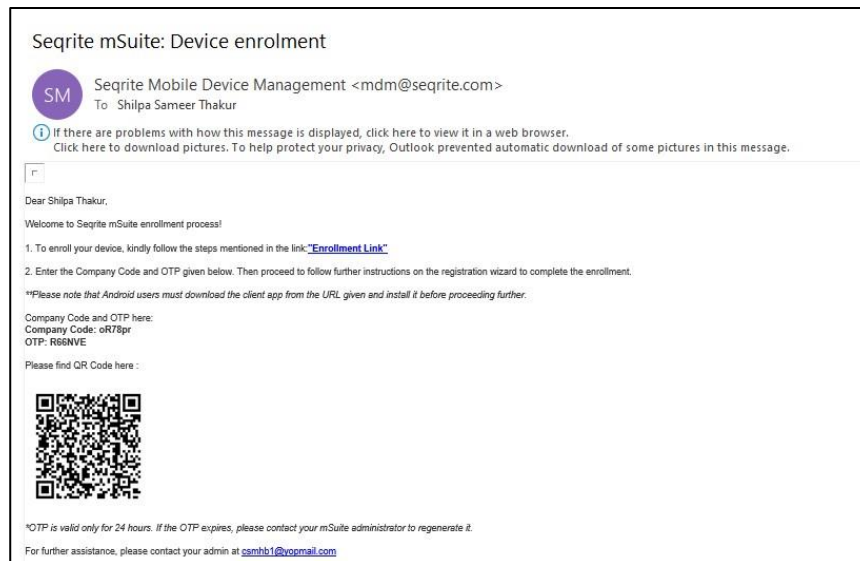 Seqrite mSuite: Device enrolment
SM
Seqrite Mobile Device Management <mdm@seqrite.com>
To Shilpa Sameer Thakur
If there are problems with how this message is displayed, click here to view it in a web browser.
Click here to download pictures. To help protect your privacy, Outlook prevented automatic download of some pictures in this message.
Dear Shilpa Thakur,
Welcome to Seqrite mSuite enrollment process!
1. To enroll your device, kindly follow the steps mentioned in the link:"Enrollment Link"
2. Enter the Company Code and OTP given below. Then proceed to follow further instructions on the registration wizard to complete the enrollment.
**Please note that Android users must download the client app from the URL given and install it before proceeding further.
Company Code and OTP here:
Company Code: oR78pr
OTP: R66NVE
Please find QR Code here :
*OTP is valid only for 24 hours. If the OTP expires, please contact your mSuite administrator to regenerate it.
For further assistance, please contact your admin at csmhb1@yopmail.com